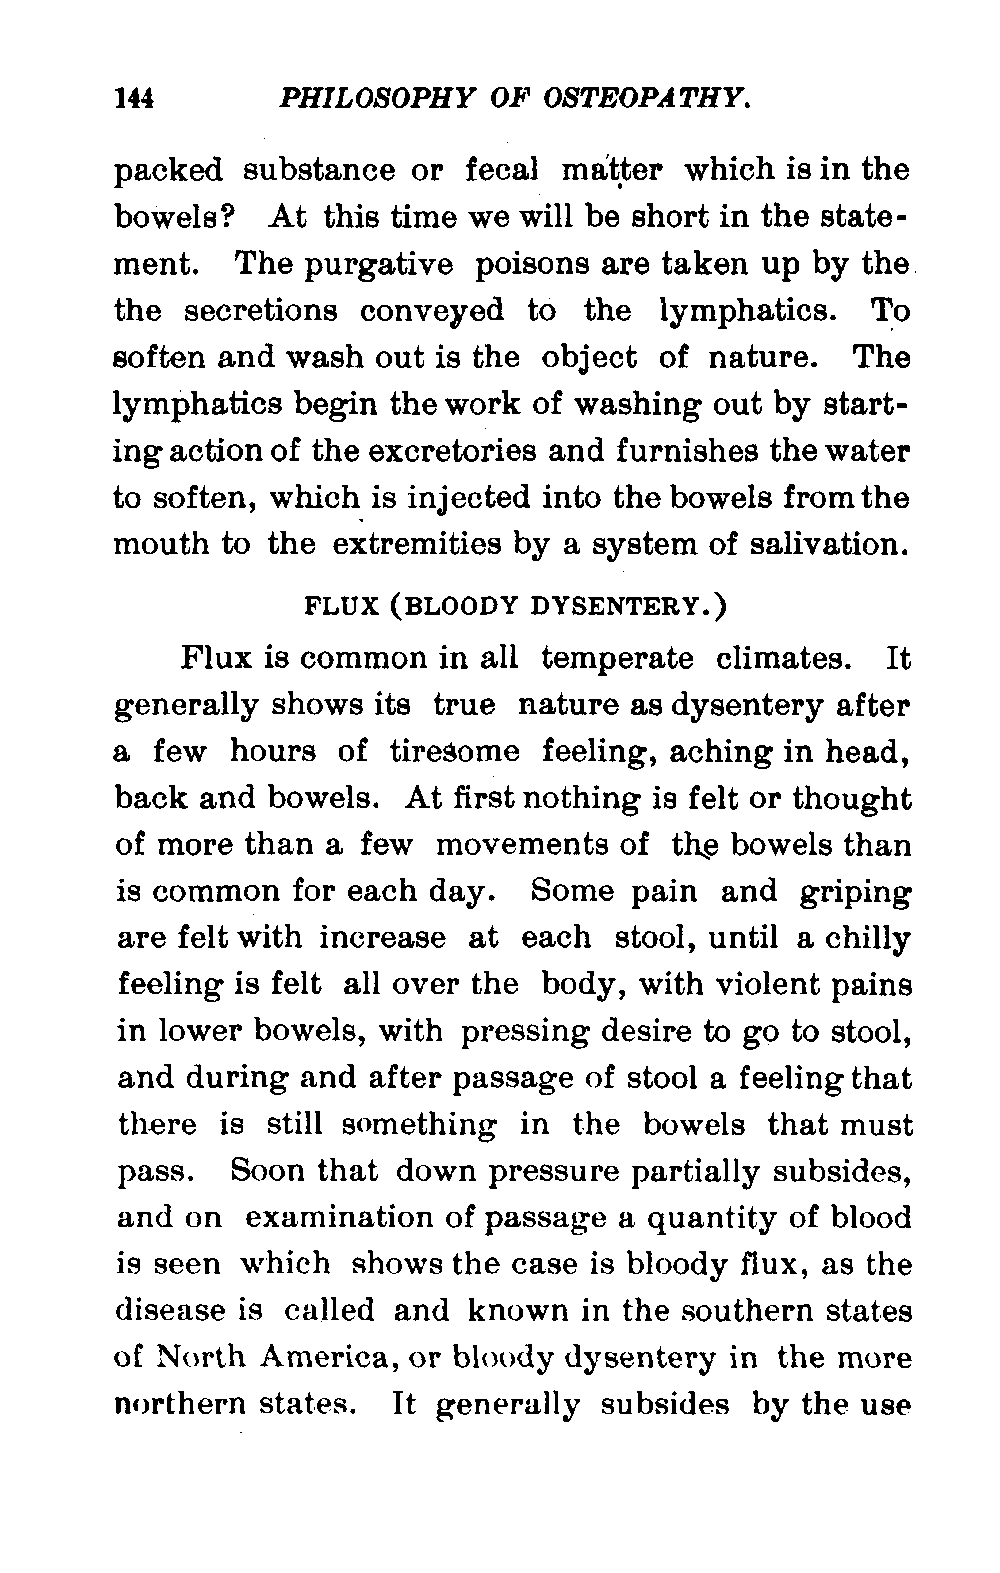 144 PHILOSOPHY OF OSTEOPATHY.
packed substance or fecal matter which is in the
bowels? At this time we will be short in the state-
ment. The purgative poisons are taken up by the
the secretions conveyed to the lymphatics. To
soften and wash out is the object of nature. The
lymphatics begin the work of washing out by start-
ing action of the excretories and furnishes the water
to soften, which is injected into the bowels from the
mouth to the extremities by a system of salivation.
FLUX (BLOODY DYSENTERY.)
Flux is common in all temperate climates. It
generally shows its true nature as dysentery after
a few hours of tiresome feeling, aching in head,
back and bowels. At first nothing is felt or thought
of more than a few movements of the bowels than
is common for each day. Some pain and griping
are felt with increase at each stool, until a chilly
feeling is felt all over the body, with violent pains
in lower bowels, with pressing desire to go to stool,
and during and after passage of stool a feeling that
there is still something in the bowels that must
pass. Soon that down pressure partially subsides,
and on examination of passage a quantity of blood
is seen which shows the case is bloody flux, as the
disease is called and known in the southern states
of North America, or bloody dysentery in the more
northern states. It generally subsides by the use